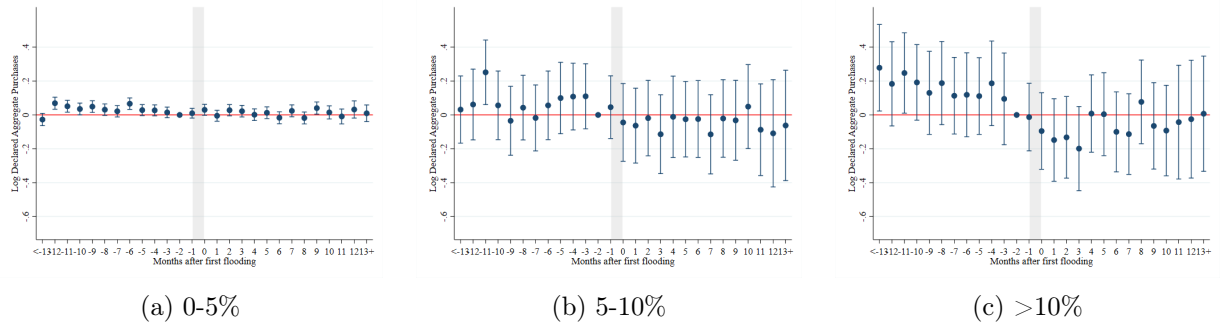 Log Declared Aggregate Purchases
.4
.2
0
-.2
-.4
-.6
<-13-12-11-10 -9 -8 -7 -6 -5 -4 -3 -2 -1 0 1 2 3 4 5 6 7 8 9 10 11 1213+
Months after first flooding
(a) 0-5%
Log Declared Aggregate Purchases
.4
.2
0
-.2
-.4
-.6
<-13-12-11-10 -9 -8 -7 -6 -5 -4 -3 -2 -1 0 1 2 3 4 5 6 7 8 9 10 11 1213+
Months after first flooding
(b) 5-10%
Log Declared Aggregate Purchases
.4
.2
0
-.2
-.4
-.6
<-13-12-11-10 -9 -8 -7 -6 -5 -4 -3 -2 -1 0 1 2 3 4 5 6 7 8 9 10 11 1213+
Months after first flooding
(c) >10%